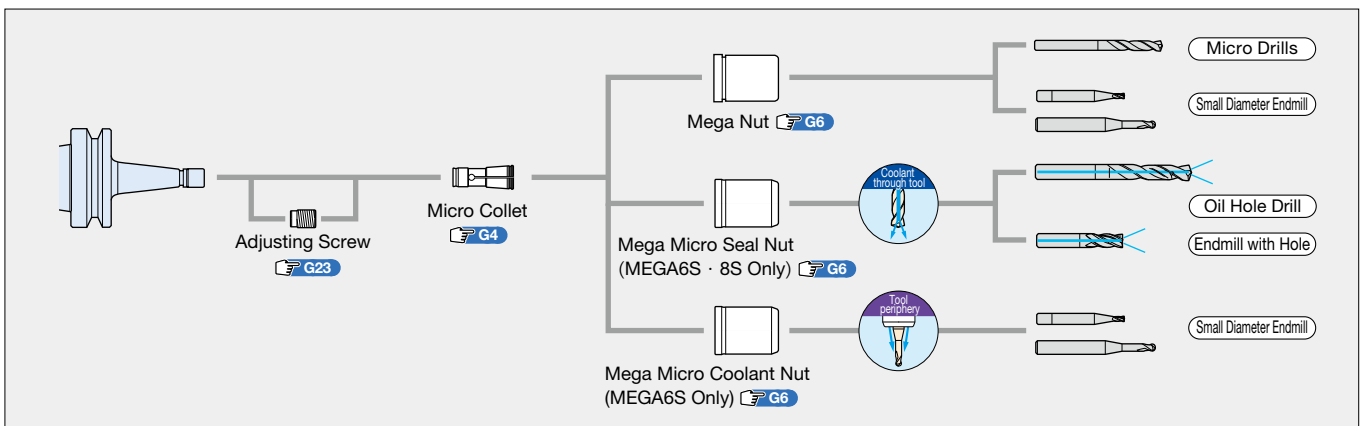 Micro Drills
Mega Nut G6
Small Diameter Endmill
Coolant
through tool
Micro Collet
G4
Oil Hole Drill
Adjusting Screw
G23
Mega Micro Seal Nut
(MEGA6S · 8S Only) G6
Endmill with Hole
Tool
periphery
Small Diameter Endmill
Mega Micro Coolant Nut
(MEGA6S Only) G6